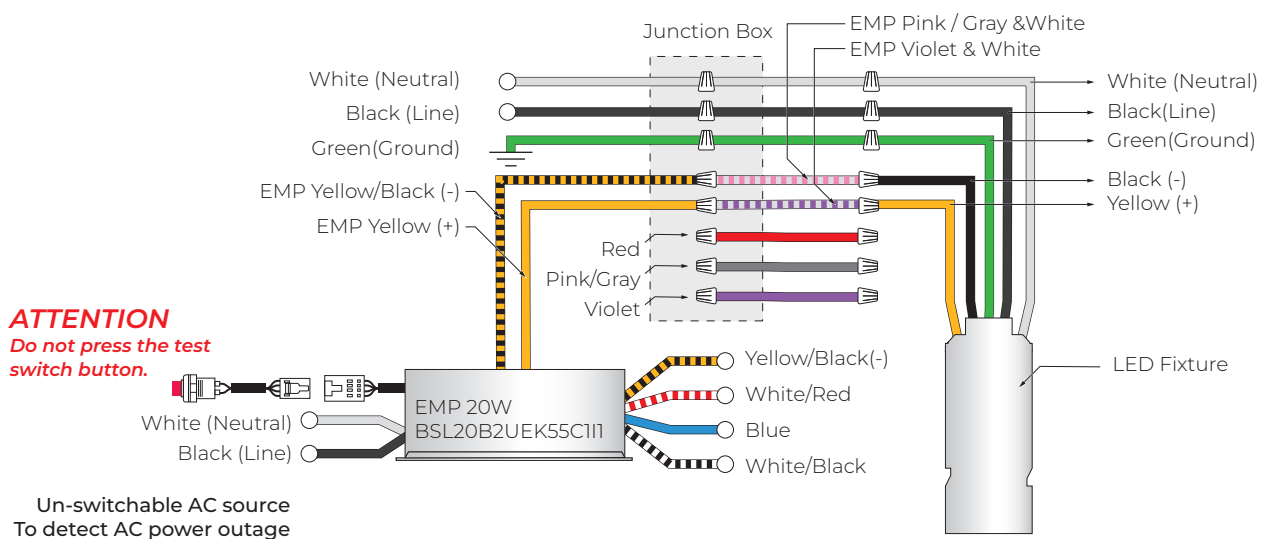 EMP Pink / Gray &White
Junction Box
EMP Violet & White
White (Neutral)
White (Neutral)
Black (Line)
Black(Line)
Green(Ground)
Green(Ground)
EMP Yellow/Black (-)
Black (-)
Yellow (+)
EMP Yellow (+)
Red
Pink/Gray
Violet
ATTENTION
Do not press the test
switch button.
Yellow/Black(-)
LED Fixture
White/Red
EMP 20W
BSL20B2UEK55C1I1
White (Neutral)
Blue
Black (Line)
White/Black
Un-switchable AC source
To detect AC power outage